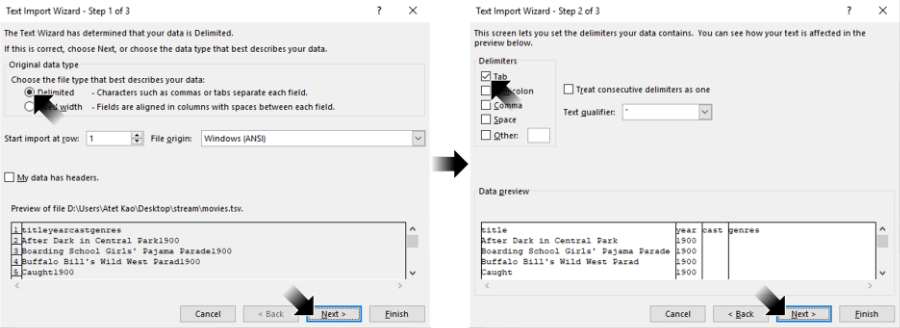 Text Import Wizard - Step 1 of 3
? ×
The Text Wizard has determined that your data is Delimited.
If this is correct, choose Next, or choose the data type that best describes your data.
Original data type
Choose the file type that best describes your data:
Delimited - Characters such as commas or tabs separate each field.
width - Fields are aligned in columns with spaces between each field.
Start import at row: 1 File origin: Windows (ANSI)
My data has headers.
Preview of file D:\Users\Atet Kao\Desktop\stream\movies.tsv.
1 titleyearcastgenres
2 After Dark in Central Park1900
3 Boarding School Girls' Pajama Parade1900
4 Buffalo Bill's Wild West Parad1900
5 Caught1900
Cancel < Back Next > Finish
Text Import Wizard - Step 2 of 3
? ×
This screen lets you set the delimiters your data contains. You can see how your text is affected in the
preview below.
Delimiters
Tab
colon
Comma
Space
Other:
Treat consecutive delimiters as one
Text qualifier: "
Data preview
title year cast genres
After Dark in Central Park 1900
Boarding School Girls' Pajama Parade 1900
Buffalo Bill's Wild West Parad 1900
Caught 1900
Cancel < Back Next > Finish